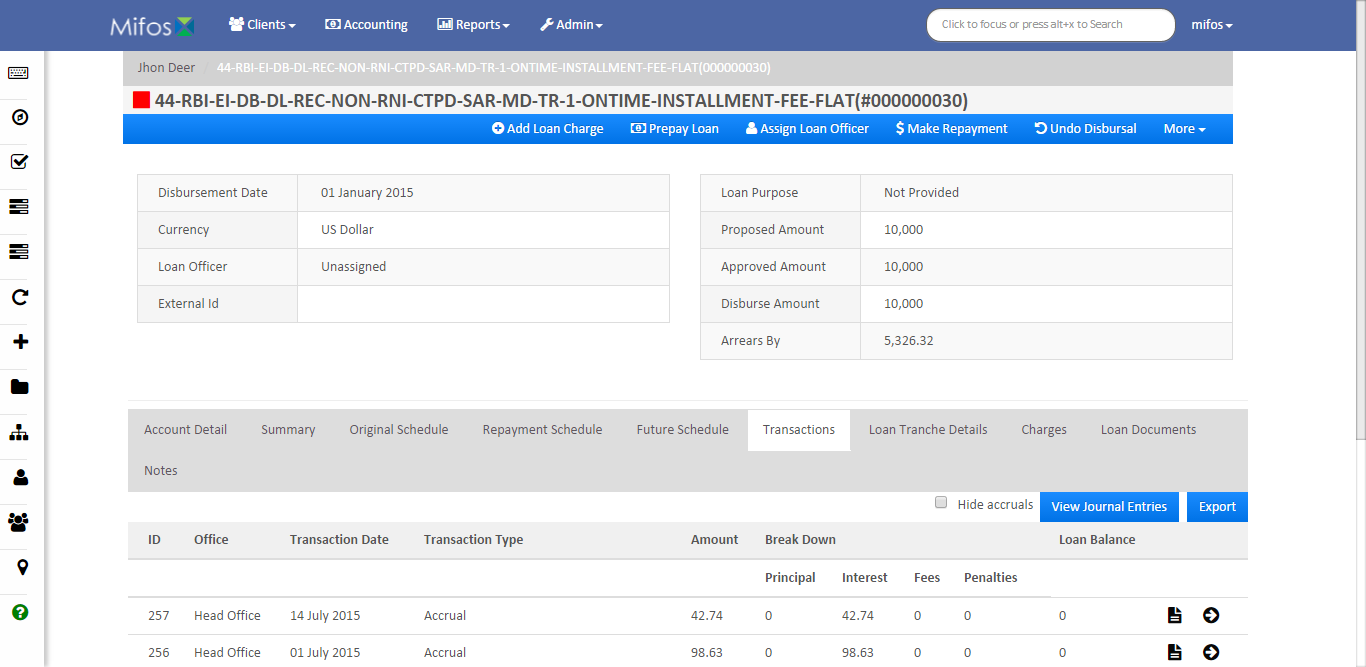 Mifos Clients Accounting Reports Admin Click to focus or press alt+x to Search mifos
Jhon Deer / 44-RBI-EI-DB-DL-REC-NON-RNI-CTPD-SAR-MD-TR-1-ONTIME-INSTALLMENT-FEE-FLAT(000000030)
44-RBI-EI-DB-DL-REC-NON-RNI-CTPD-SAR-MD-TR-1-ONTIME-INSTALLMENT-FEE-FLAT(#000000030)
Add Loan Charge Prepay Loan Assign Loan Officer $ Make Repayment Undo Disbursal More
Disbursement Date 01 January 2015
Currency US Dollar
Loan Officer Unassigned
External Id
Loan Purpose Not Provided
Proposed Amount 10,000
Approved Amount 10,000
Disburse Amount 10,000
Arrears By 5,326.32
Account Detail Summary Original Schedule Repayment Schedule Future Schedule Transactions Loan Tranche Details Charges Loan Documents
Notes
Hide accruals View Journal Entries Export
ID Office Transaction Date Transaction Type Amount Break Down Loan Balance
Principal Interest Fees Penalties
257 Head Office 14 July 2015 Accrual 42.74 0 42.74 0 0 0
256 Head Office 01 July 2015 Accrual 98.63 0 98.63 0 0 0